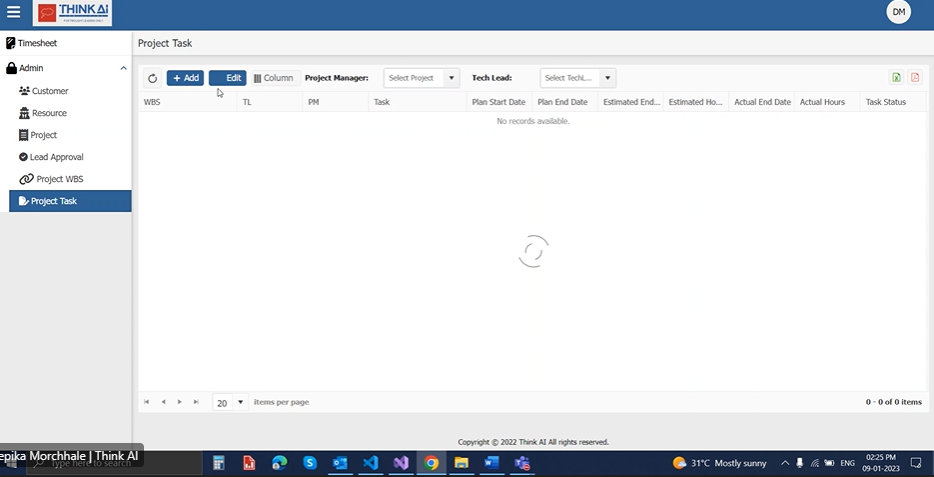 THINK Ai
DM
Timesheet
Project Task
Admin
Customer
Resource
Project
Lead Approval
Project WBS
Project Task
+ Add
Edit
Column
Project Manager:
Select Project
Tech Lead:
Select TechL...
WBS
TL
PM
Task
Plan Start Date
Plan End Date
Estimated End...
Estimated Ho...
Actual End Date
Actual Hours
Task Status
No records available.
20
items per page
0 - 0 of 0 items
Copyright © 2022 Think AI All rights reserved.
epika Morchhale | Think AI
Type here to search
31°C Mostly sunny
ENG
02:25 PM
09-01-2023